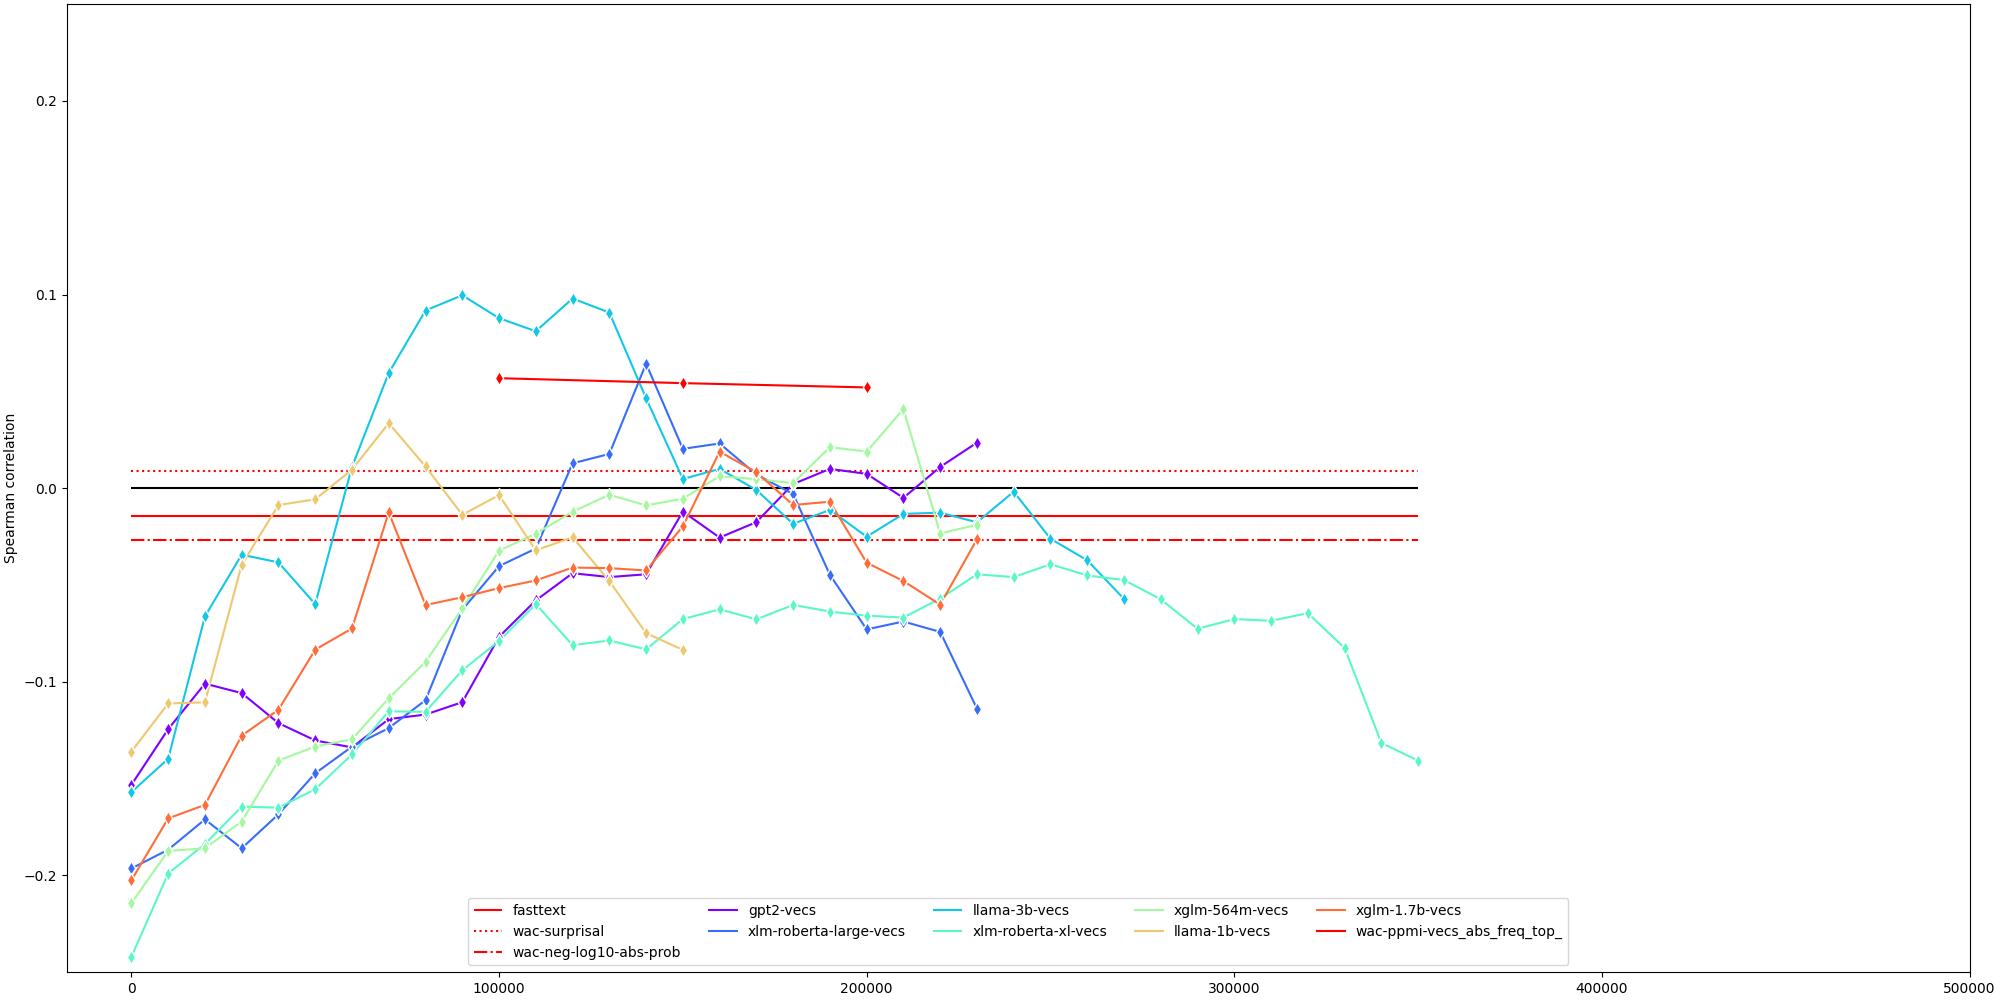 Spearman correlation
0.2
0.1
0.0
−0.1
−0.2
0
100000
200000
300000
400000
500000
fasttext
wac-surprisal
wac-neg-log10-abs-prob
gpt2-vecs
xlm-roberta-large-vecs
llama-3b-vecs
xlm-roberta-xl-vecs
xglm-564m-vecs
llama-1b-vecs
xglm-1.7b-vecs
wac-ppmi-vecs_abs_freq_top_